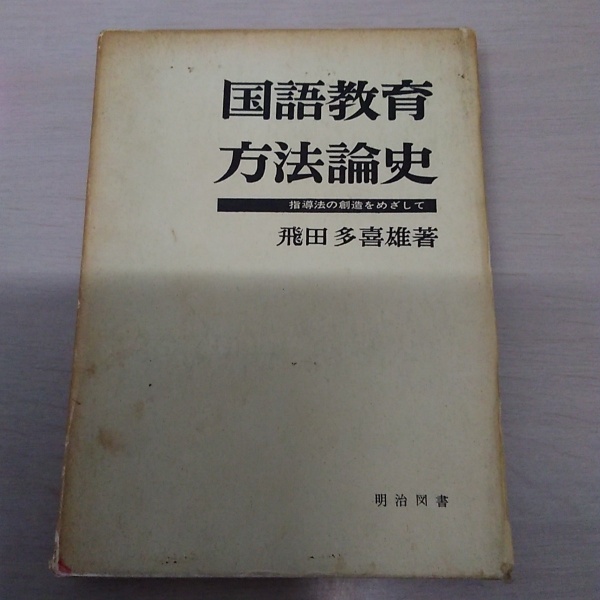 国語教育
方法論史
指導法の創造をめざして
飛田多喜雄著
明治図書